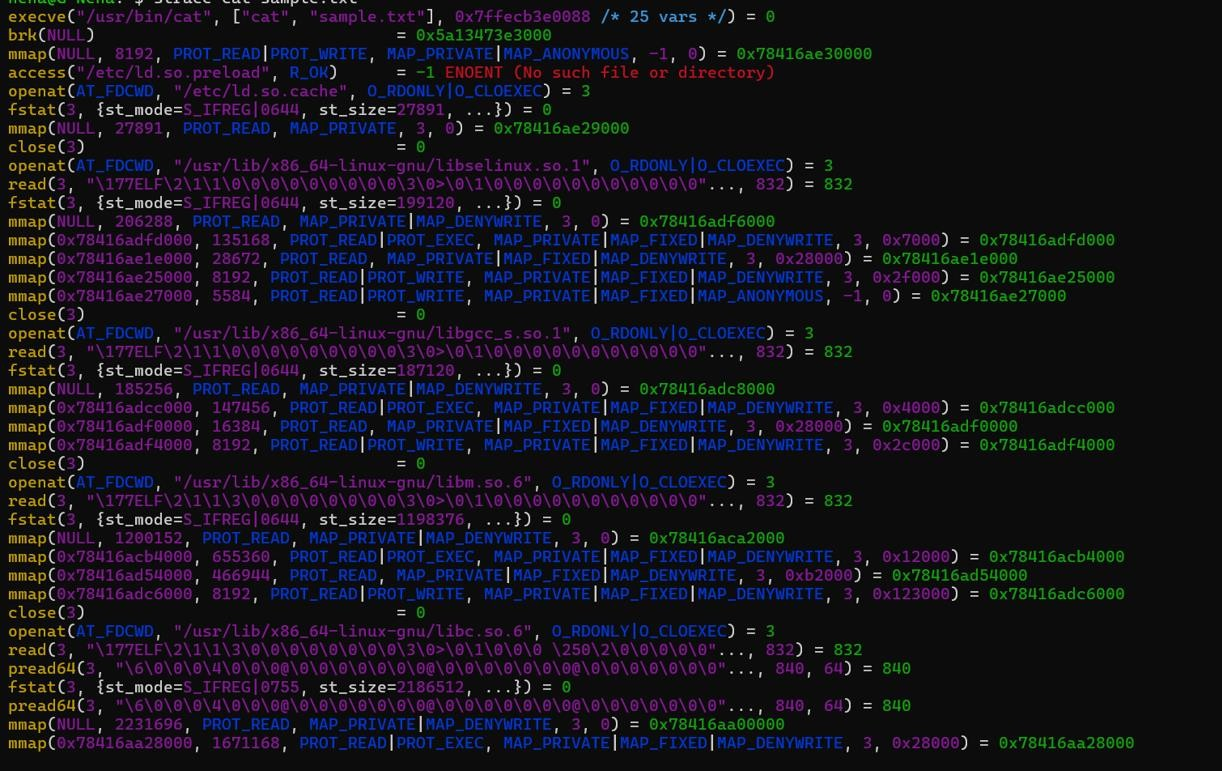 $ strace cat sample.txt
execve("/usr/bin/cat", ["cat", "sample.txt"], 0x7ffecb3e0088 /* 25 vars */) = 0
brk(NULL)                               = 0x5a13473e3000
mmap(NULL, 8192, PROT_READ|PROT_WRITE, MAP_PRIVATE|MAP_ANONYMOUS, -1, 0) = 0x78416ae30000
access("/etc/ld.so.preload", R_OK)      = -1 ENOENT (No such file or directory)
openat(AT_FDCWD, "/etc/ld.so.cache", O_RDONLY|O_CLOEXEC) = 3
fstat(3, {st_mode=S_IFREG|0644, st_size=27891, ...}) = 0
mmap(NULL, 27891, PROT_READ, MAP_PRIVATE, 3, 0) = 0x78416ae29000
close(3)                                = 0
openat(AT_FDCWD, "/usr/lib/x86_64-linux-gnu/libselinux.so.1", O_RDONLY|O_CLOEXEC) = 3
read(3, "\177ELF\2\1\1\0\0\0\0\0\0\0\0\0\3\0>\0\1\0\0\0\0\0\0\0\0\0\0\0"..., 832) = 832
fstat(3, {st_mode=S_IFREG|0644, st_size=199120, ...}) = 0
mmap(NULL, 206288, PROT_READ, MAP_PRIVATE|MAP_DENYWRITE, 3, 0) = 0x78416adf6000
mmap(0x78416adfd000, 135168, PROT_READ|PROT_EXEC, MAP_PRIVATE|MAP_FIXED|MAP_DENYWRITE, 3, 0x7000) = 0x78416adfd000
mmap(0x78416ae1e000, 28672, PROT_READ, MAP_PRIVATE|MAP_FIXED|MAP_DENYWRITE, 3, 0x28000) = 0x78416ae1e000
mmap(0x78416ae25000, 8192, PROT_READ|PROT_WRITE, MAP_PRIVATE|MAP_FIXED|MAP_DENYWRITE, 3, 0x2f000) = 0x78416ae25000
mmap(0x78416ae27000, 5584, PROT_READ|PROT_WRITE, MAP_PRIVATE|MAP_FIXED|MAP_ANONYMOUS, -1, 0) = 0x78416ae27000
close(3)                                = 0
openat(AT_FDCWD, "/usr/lib/x86_64-linux-gnu/libgcc_s.so.1", O_RDONLY|O_CLOEXEC) = 3
read(3, "\177ELF\2\1\1\0\0\0\0\0\0\0\0\0\3\0>\0\1\0\0\0\0\0\0\0\0\0\0\0"..., 832) = 832
fstat(3, {st_mode=S_IFREG|0644, st_size=187120, ...}) = 0
mmap(NULL, 185256, PROT_READ, MAP_PRIVATE|MAP_DENYWRITE, 3, 0) = 0x78416adc8000
mmap(0x78416adcc000, 147456, PROT_READ|PROT_EXEC, MAP_PRIVATE|MAP_FIXED|MAP_DENYWRITE, 3, 0x4000) = 0x78416adcc000
mmap(0x78416adf0000, 16384, PROT_READ, MAP_PRIVATE|MAP_FIXED|MAP_DENYWRITE, 3, 0x28000) = 0x78416adf0000
mmap(0x78416adf4000, 8192, PROT_READ|PROT_WRITE, MAP_PRIVATE|MAP_FIXED|MAP_DENYWRITE, 3, 0x2c000) = 0x78416adf4000
close(3)                                = 0
openat(AT_FDCWD, "/usr/lib/x86_64-linux-gnu/libm.so.6", O_RDONLY|O_CLOEXEC) = 3
read(3, "\177ELF\2\1\1\3\0\0\0\0\0\0\0\0\3\0>\0\1\0\0\0\0\0\0\0\0\0\0\0"..., 832) = 832
fstat(3, {st_mode=S_IFREG|0644, st_size=1198376, ...}) = 0
mmap(NULL, 1200152, PROT_READ, MAP_PRIVATE|MAP_DENYWRITE, 3, 0) = 0x78416aca2000
mmap(0x78416acb4000, 655360, PROT_READ|PROT_EXEC, MAP_PRIVATE|MAP_FIXED|MAP_DENYWRITE, 3, 0x12000) = 0x78416acb4000
mmap(0x78416ad54000, 466944, PROT_READ, MAP_PRIVATE|MAP_FIXED|MAP_DENYWRITE, 3, 0xb2000) = 0x78416ad54000
mmap(0x78416adc6000, 8192, PROT_READ|PROT_WRITE, MAP_PRIVATE|MAP_FIXED|MAP_DENYWRITE, 3, 0x123000) = 0x78416adc6000
close(3)                                = 0
openat(AT_FDCWD, "/usr/lib/x86_64-linux-gnu/libc.so.6", O_RDONLY|O_CLOEXEC) = 3
read(3, "\177ELF\2\1\1\3\0\0\0\0\0\0\0\0\3\0>\0\1\0\0\0 \250\2\0\0\0\0\0"..., 832) = 832
pread64(3, "\6\0\0\0\4\0\0\0@\0\0\0\0\0\0\0@\0\0\0\0\0\0\0@\0\0\0\0\0\0\0"..., 840, 64) = 840
fstat(3, {st_mode=S_IFREG|0755, st_size=2186512, ...}) = 0
pread64(3, "\6\0\0\0\4\0\0\0@\0\0\0\0\0\0\0@\0\0\0\0\0\0\0@\0\0\0\0\0\0\0"..., 840, 64) = 840
mmap(NULL, 2231696, PROT_READ, MAP_PRIVATE|MAP_DENYWRITE, 3, 0) = 0x78416aa00000
mmap(0x78416aa28000, 1671168, PROT_READ|PROT_EXEC, MAP_PRIVATE|MAP_FIXED|MAP_DENYWRITE, 3, 0x28000) = 0x78416aa28000